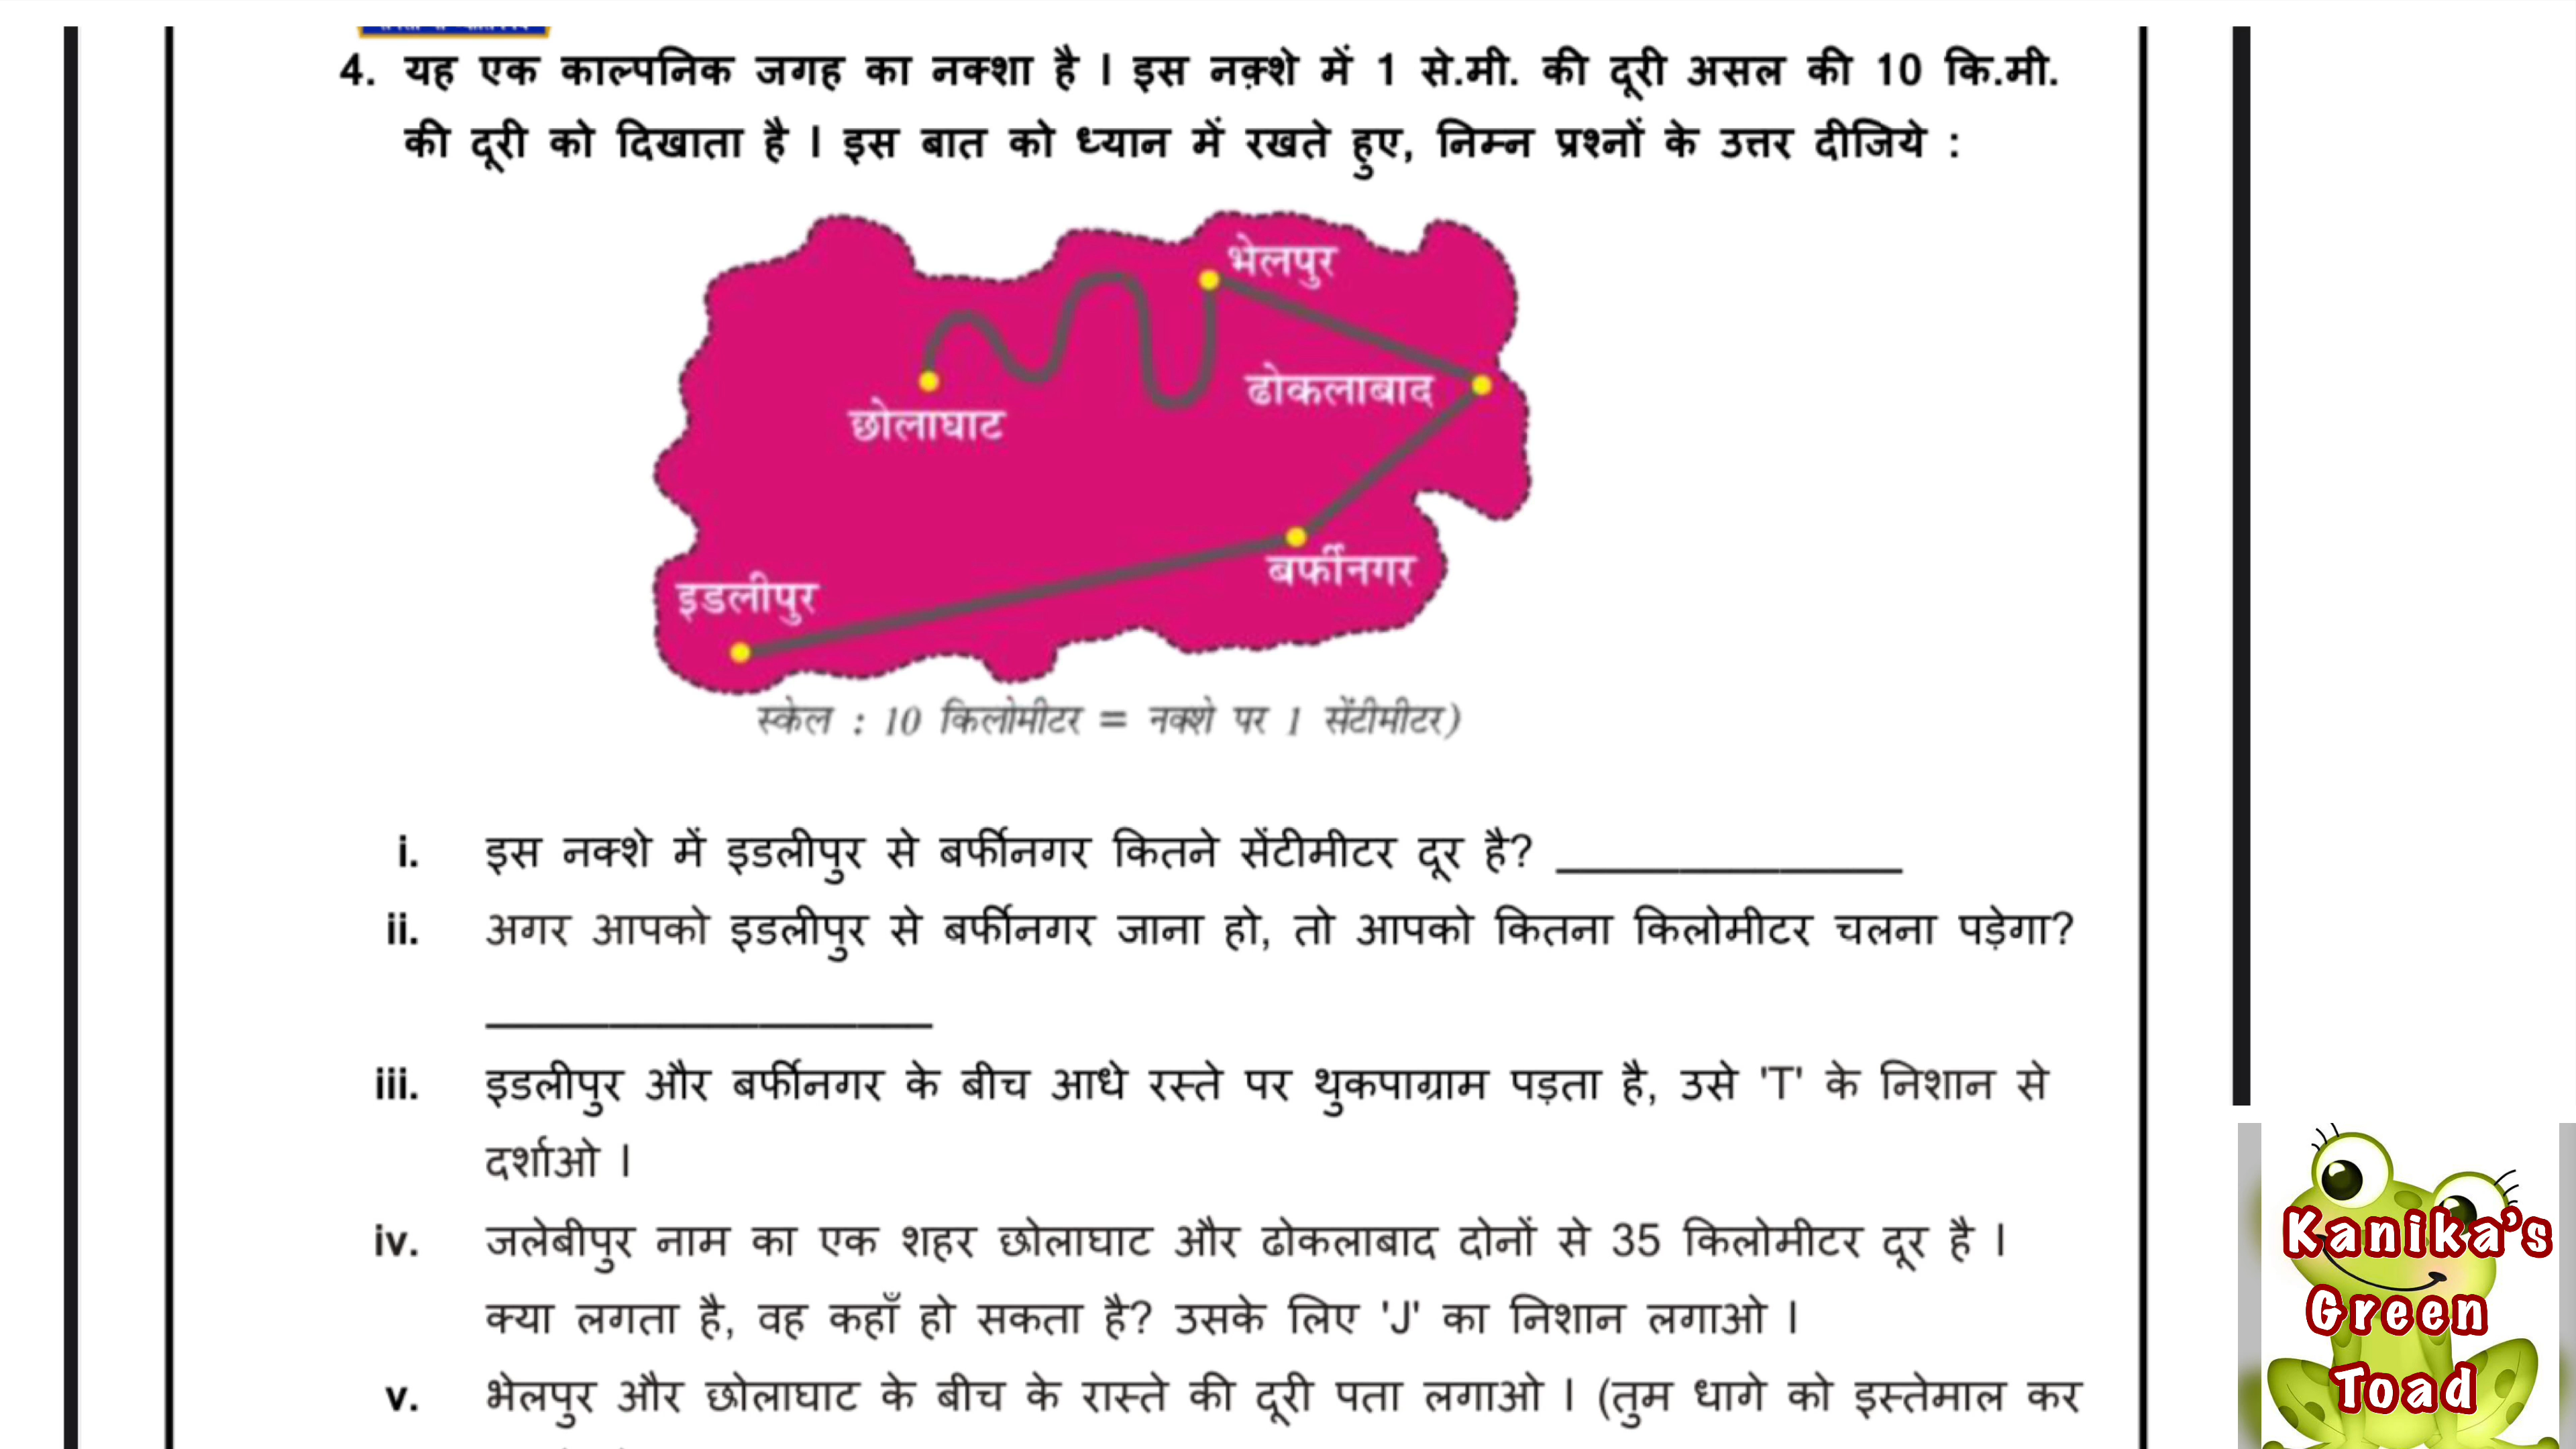 4. यह एक काल्पनिक जगह का नक्शा है । इस नक़्शे में 1 से.मी. की दूरी असल की 10 कि.मी.
की दूरी को दिखाता है । इस बात को ध्यान में रखते हुए, निम्न प्रश्नों के उत्तर दीजिये :
भेलपुर
ढोकलाबाद
छोलाघाट
बर्फीनगर
इडलीपुर
स्केल : 10 किलोमीटर = नक्शे पर 1 सेंटीमीटर)
i. इस नक्शे में इडलीपुर से बर्फीनगर कितने सेंटीमीटर दूर है? ______________
ii. अगर आपको इडलीपुर से बर्फीनगर जाना हो, तो आपको कितना किलोमीटर चलना पड़ेगा?
__________________
iii. इडलीपुर और बर्फीनगर के बीच आधे रस्ते पर थुकपाग्राम पड़ता है, उसे 'T' के निशान से
दर्शाओ ।
iv. जलेबीपुर नाम का एक शहर छोलाघाट और ढोकलाबाद दोनों से 35 किलोमीटर दूर है ।
क्या लगता है, वह कहाँ हो सकता है? उसके लिए 'J' का निशान लगाओ ।
v. भेलपुर और छोलाघाट के बीच के रास्ते की दूरी पता लगाओ । (तुम धागे को इस्तेमाल कर
Kanika's
Green
Toad